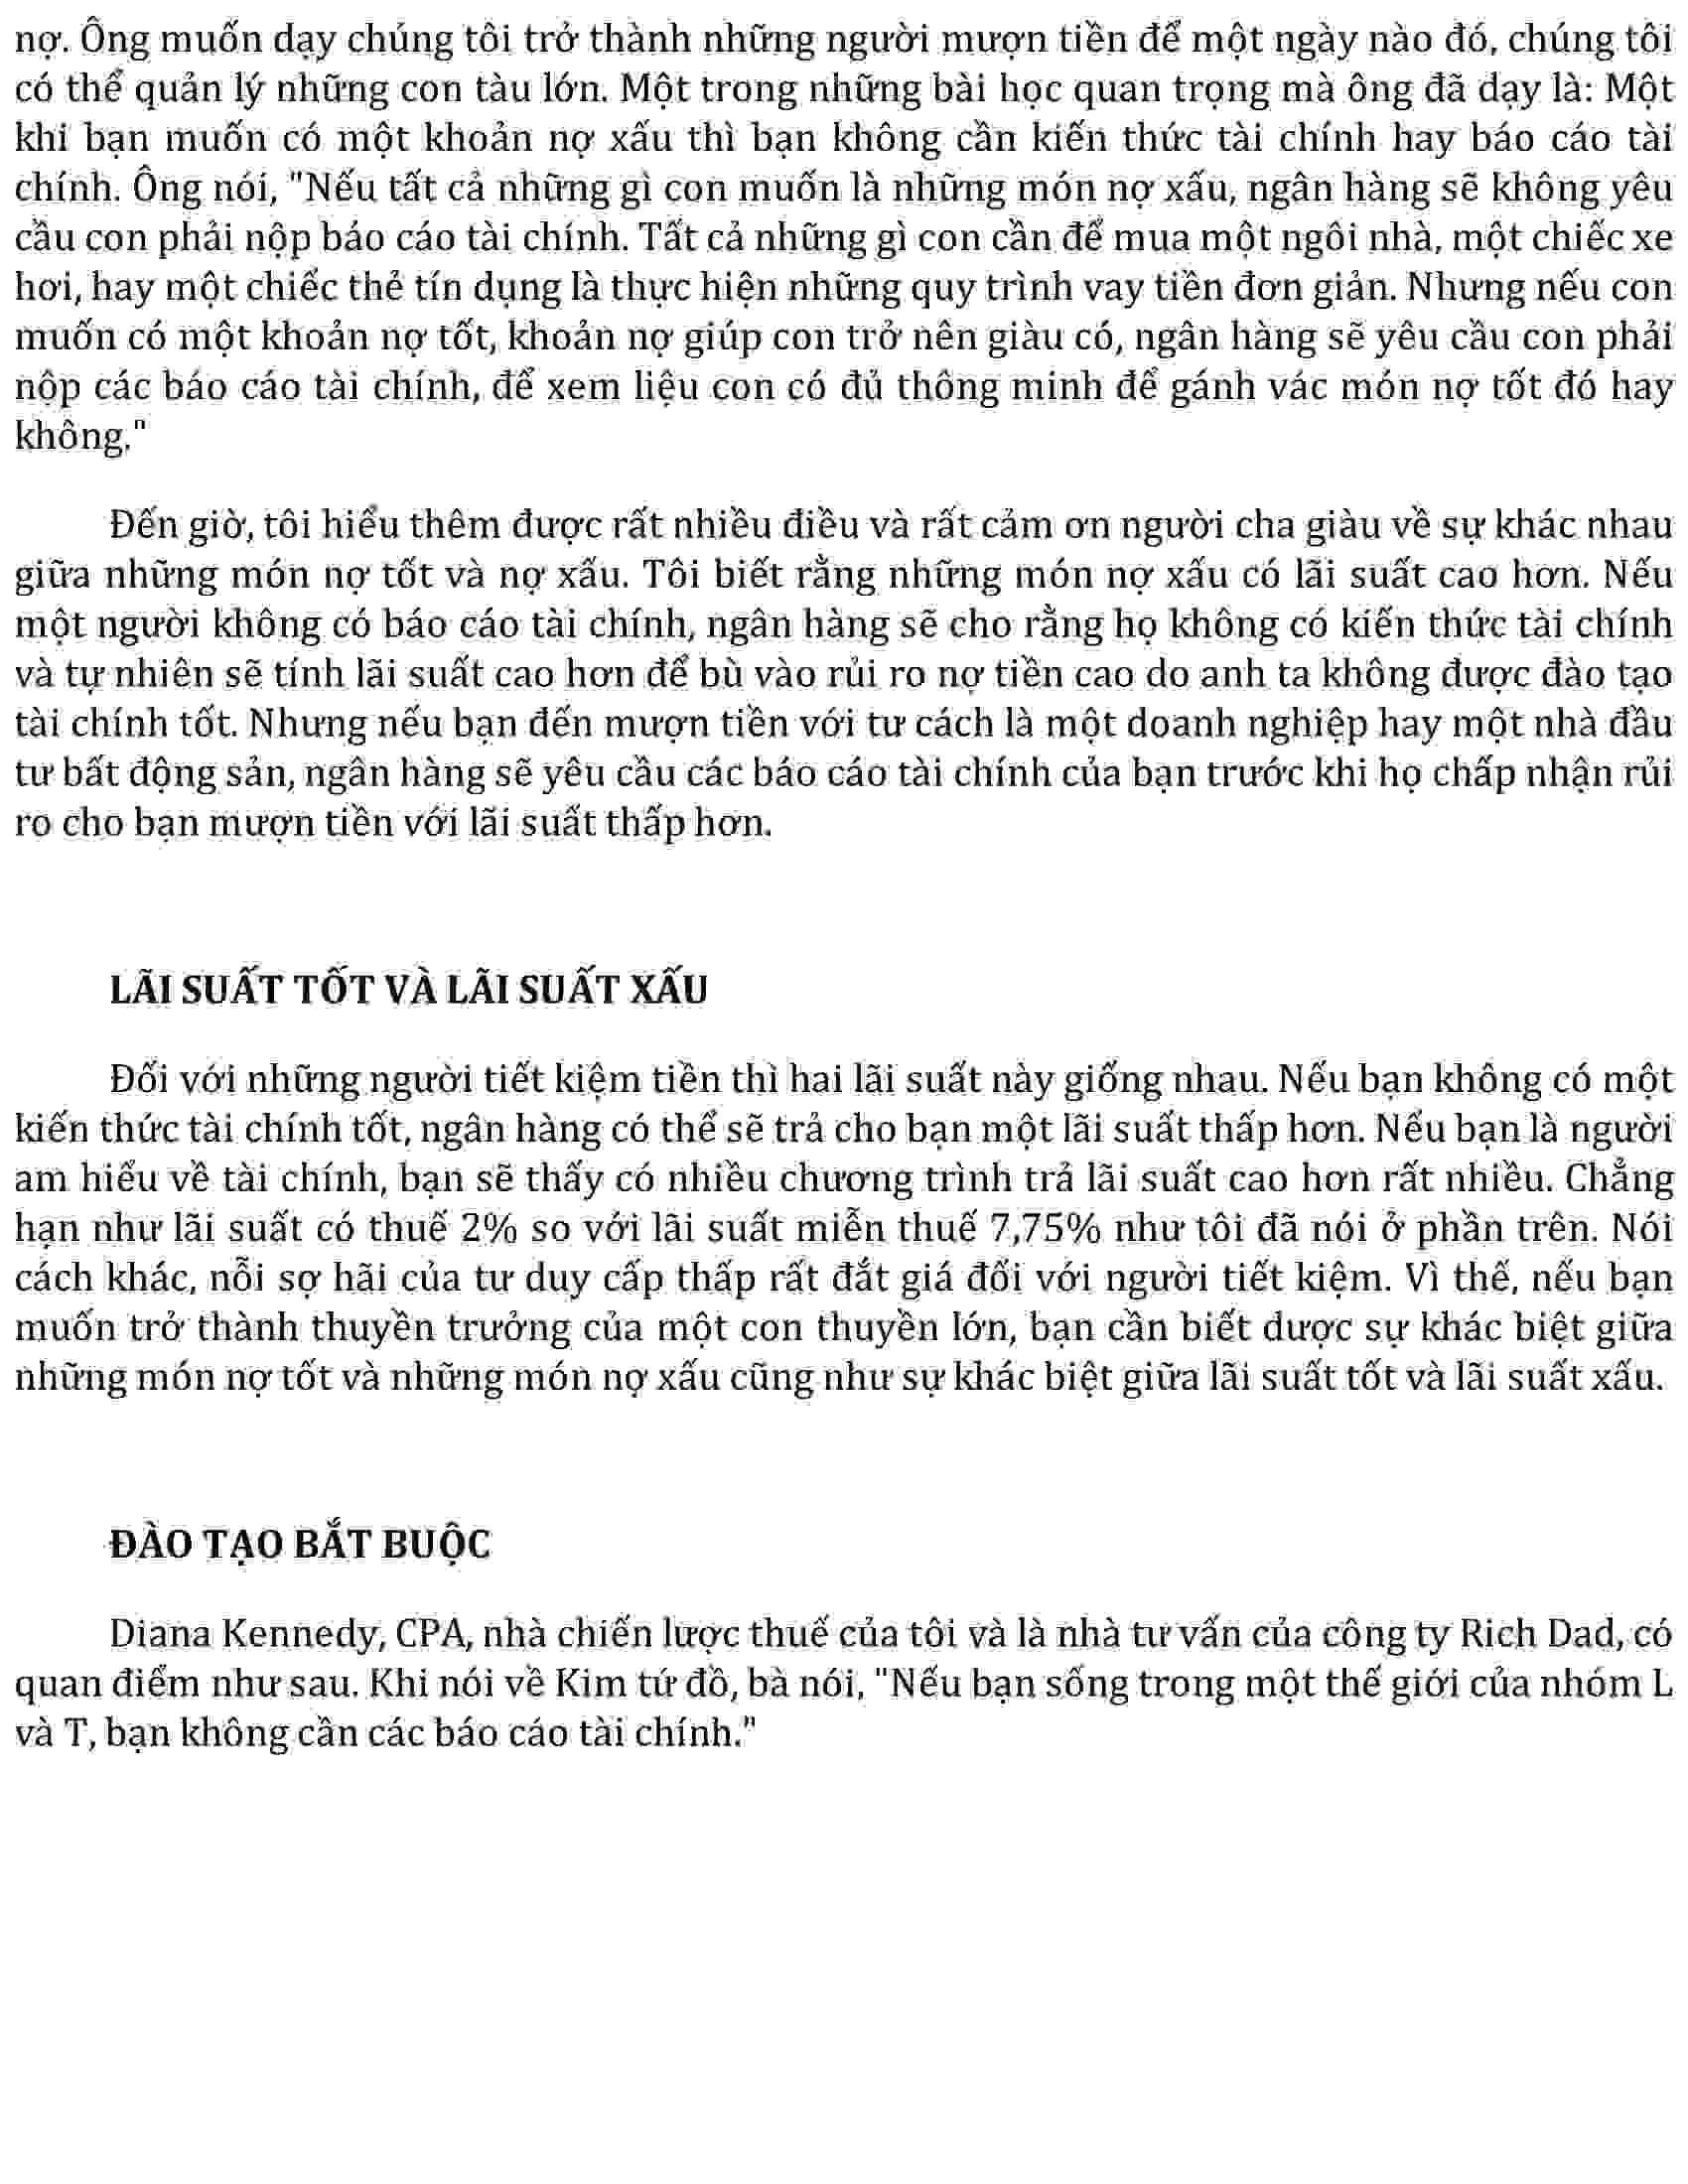 nợ. Ông muốn dạy chúng tôi trở thành những người mượn tiền để một ngày nào đó, chúng tôi
có thể quản lý những con tàu lớn. Một trong những bài học quan trọng mà ông đã dạy là: Một
khi bạn muốn có một khoản nợ xấu thì bạn không cần kiến thức tài chính hay báo cáo tài
chính. Ông nói, "Nếu tất cả những gì con muốn là những món nợ xấu, ngân hàng sẽ không yêu
cầu con phải nộp báo cáo tài chính. Tất cả những gì con cần để mua một ngôi nhà, một chiếc xe
hơi, hay một chiếc thẻ tín dụng là thực hiện những quy trình vay tiền đơn giản. Nhưng nếu con
muốn có một khoản nợ tốt, khoản nợ giúp con trở nên giàu có, ngân hàng sẽ yêu cầu con phải
nộp các báo cáo tài chính, để xem liệu con có đủ thông minh để gánh vác món nợ tốt đó hay
không."
Đến giờ, tôi hiểu thêm được rất nhiều điều và rất cảm ơn người cha giàu về sự khác nhau
giữa những món nợ tốt và nợ xấu. Tôi biết rằng những món nợ xấu có lãi suất cao hơn. Nếu
một người không có báo cáo tài chính, ngân hàng sẽ cho rằng họ không có kiến thức tài chính
và tự nhiên sẽ tính lãi suất cao hơn để bù vào rủi ro nợ tiền cao do anh ta không được đào tạo
tài chính tốt. Nhưng nếu bạn đến mượn tiền với tư cách là một doanh nghiệp hay một nhà đầu
tư bất động sản, ngân hàng sẽ yêu cầu các báo cáo tài chính của bạn trước khi họ chấp nhận rủi
ro cho bạn mượn tiền với lãi suất thấp hơn.
LÃI SUẤT TỐT VÀ LÃI SUẤT XẤU
Đối với những người tiết kiệm tiền thì hai lãi suất này giống nhau. Nếu bạn không có một
kiến thức tài chính tốt, ngân hàng có thể sẽ trả cho bạn một lãi suất thấp hơn. Nếu bạn là người
am hiểu về tài chính, bạn sẽ thấy có nhiều chương trình trả lãi suất cao hơn rất nhiều. Chẳng
hạn như lãi suất có thuế 2% so với lãi suất miễn thuế 7,75% như tôi đã nói ở phần trên. Nói
cách khác, nỗi sợ hãi của tư duy cấp thấp rất đắt giá đối với người tiết kiệm. Vì thế, nếu bạn
muốn trở thành thuyền trưởng của một con thuyền lớn, bạn cần biết được sự khác biệt giữa
những món nợ tốt và những món nợ xấu cũng như sự khác biệt giữa lãi suất tốt và lãi suất xấu.
ĐÀO TẠO BẮT BUỘC
Diana Kennedy, CPA, nhà chiến lược thuế của tôi và là nhà tư vấn của công ty Rich Dad, có
quan điểm như sau. Khi nói về Kim tứ đồ, bà nói, "Nếu bạn sống trong một thế giới của nhóm L
và T, bạn không cần các báo cáo tài chính."